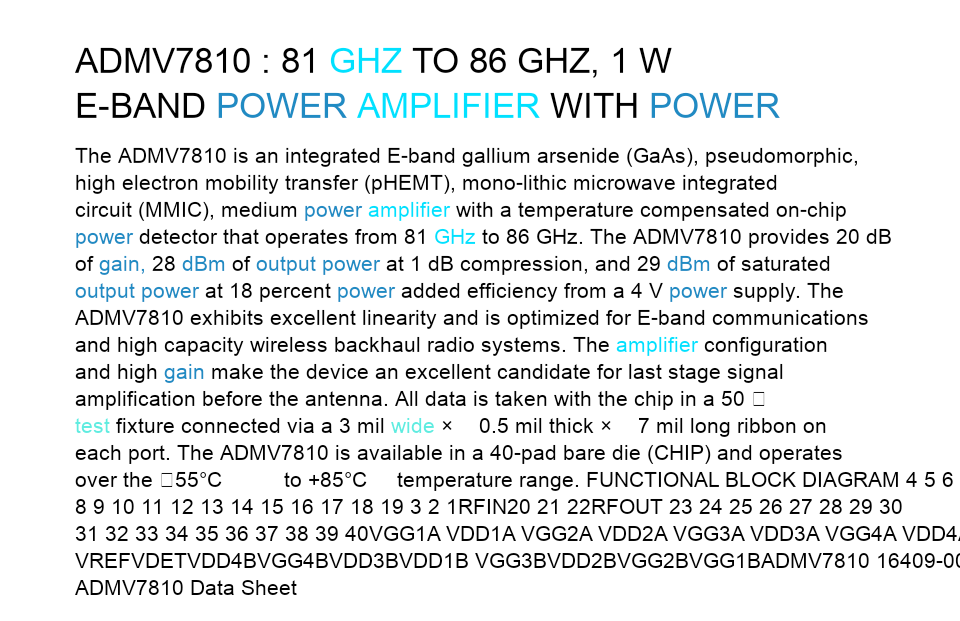 ADMV7810 : 81 GHZ TO 86 GHZ, 1 W
E-BAND POWER AMPLIFIER WITH POWER
The ADMV7810 is an integrated E-band gallium arsenide (GaAs), pseudomorphic,
high electron mobility transfer (pHEMT), mono-lithic microwave integrated
circuit (MMIC), medium power amplifier with a temperature compensated on-chip
power detector that operates from 81 GHz to 86 GHz. The ADMV7810 provides 20 dB
of gain, 28 dBm of output power at 1 dB compression, and 29 dBm of saturated
output power at 18 percent power added efficiency from a 4 V power supply. The
ADMV7810 exhibits excellent linearity and is optimized for E-band communications
and high capacity wireless backhaul radio systems. The amplifier configuration
and high gain make the device an excellent candidate for last stage signal
amplification before the antenna. All data is taken with the chip in a 50 □
test fixture connected via a 3 mil wide × 0.5 mil thick × 7 mil long ribbon on
each port. The ADMV7810 is available in a 40-pad bare die (CHIP) and operates
over the □55°C to +85°C temperature range. FUNCTIONAL BLOCK DIAGRAM 4 5 6
8 9 10 11 12 13 14 15 16 17 18 19 3 2 1RFIN20 21 22RFOUT 23 24 25 26 27 28 29 30
31 32 33 34 35 36 37 38 39 40VGG1A VDD1A VGG2A VDD2A VGG3A VDD3A VGG4A VDD4A
VREFVDETVDD4BVGG4BVDD3BVDD1B VGG3BVDD2BVGG2BVGG1BADMV7810 16409-00
ADMV7810 Data Sheet